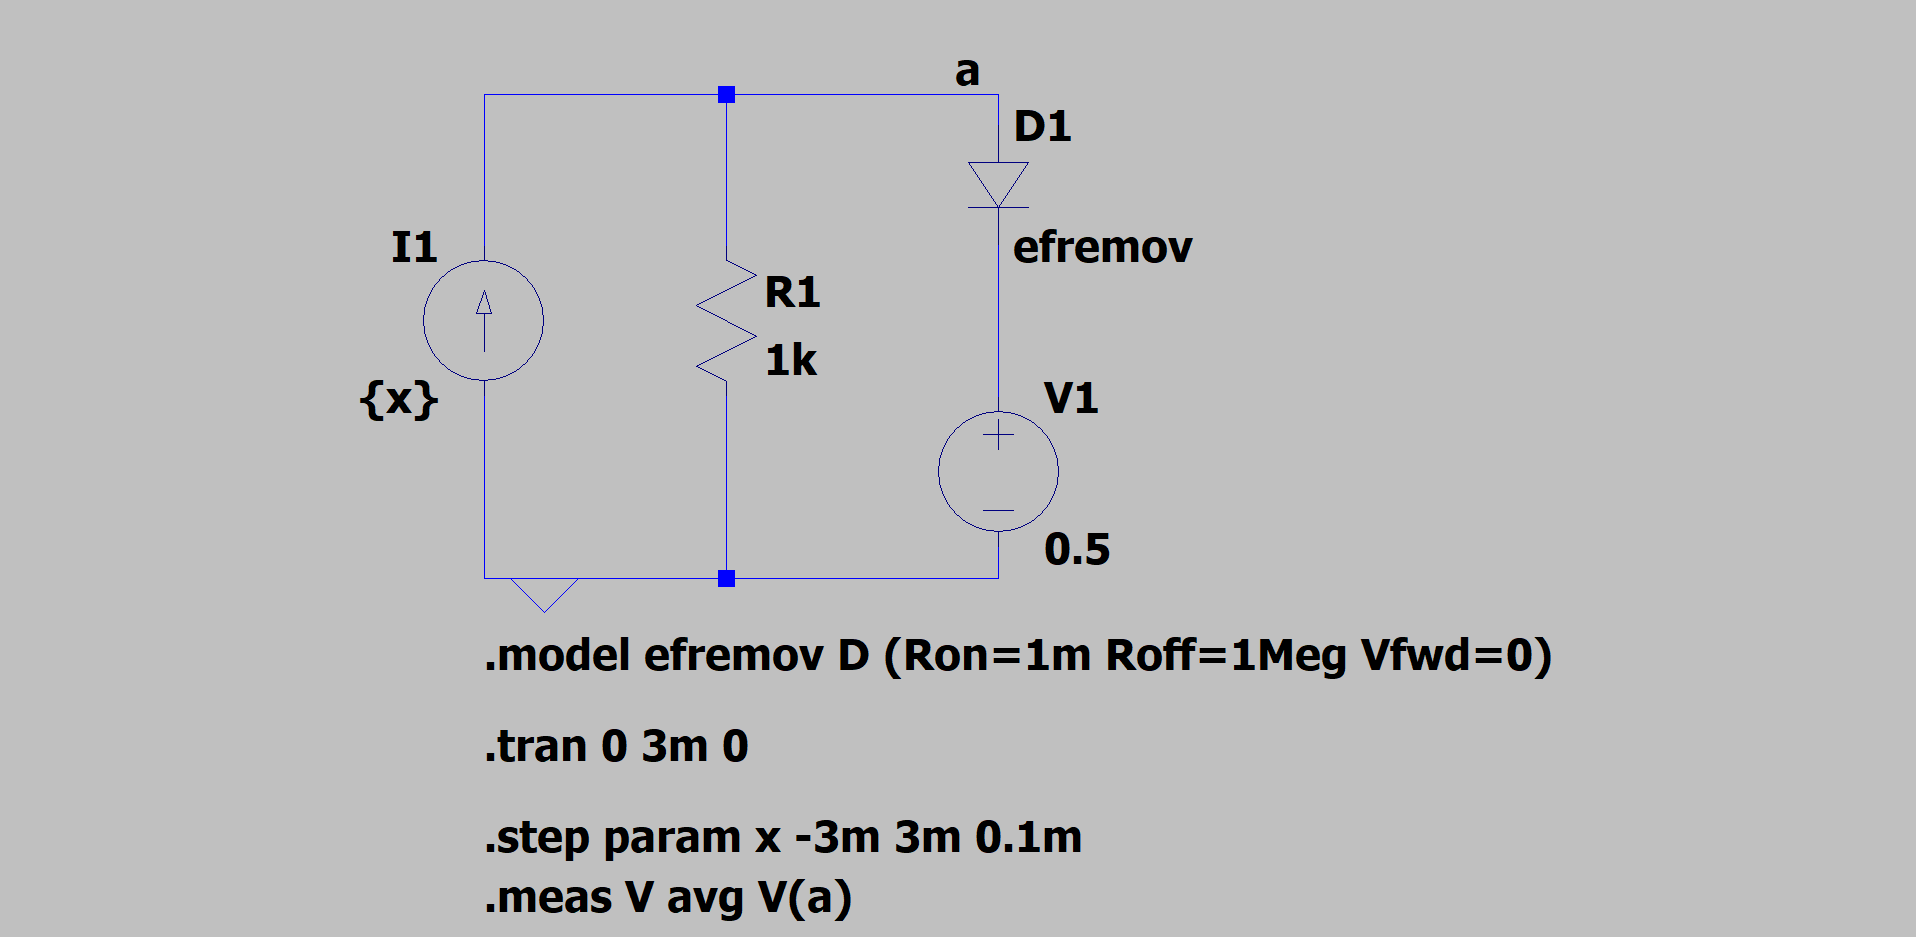 a
D1
I1
efremov
R1
1k
{x}
V1
0.5
.model efremov D (Ron=1m Roff=1Meg Vfwd=0)
.tran 0 3m 0
.step param x -3m 3m 0.1m
.meas V avg V(a)